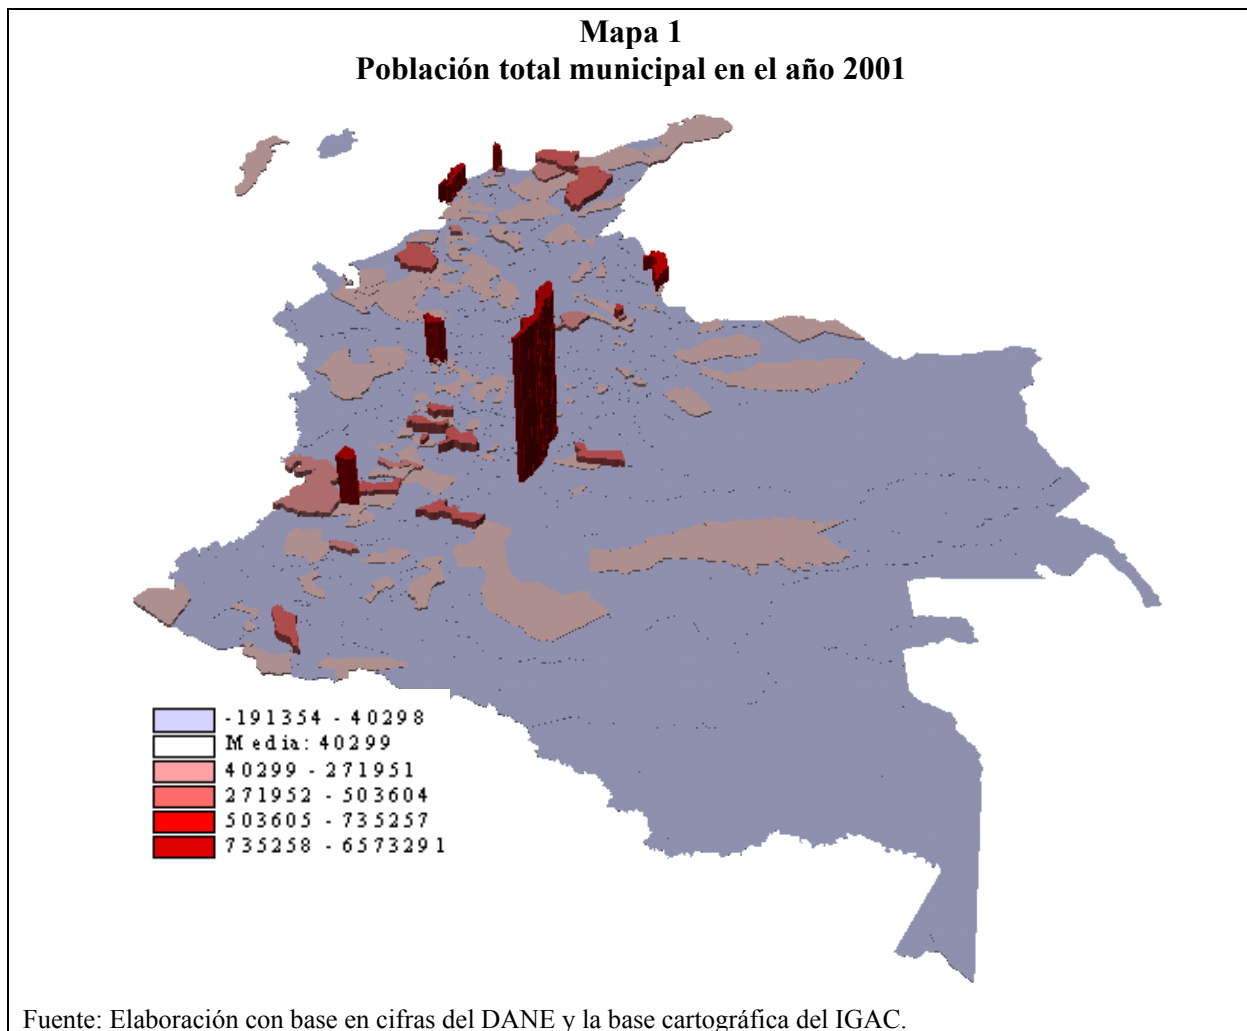 Mapa 1
Población total municipal en el año 2001
-191354 - 40298
Media: 40299
40299 - 271951
271952 - 503604
503605 - 735257
735258 - 6573291
Fuente: Elaboración con base en cifras del DANE y la base cartográfica del IGAC.